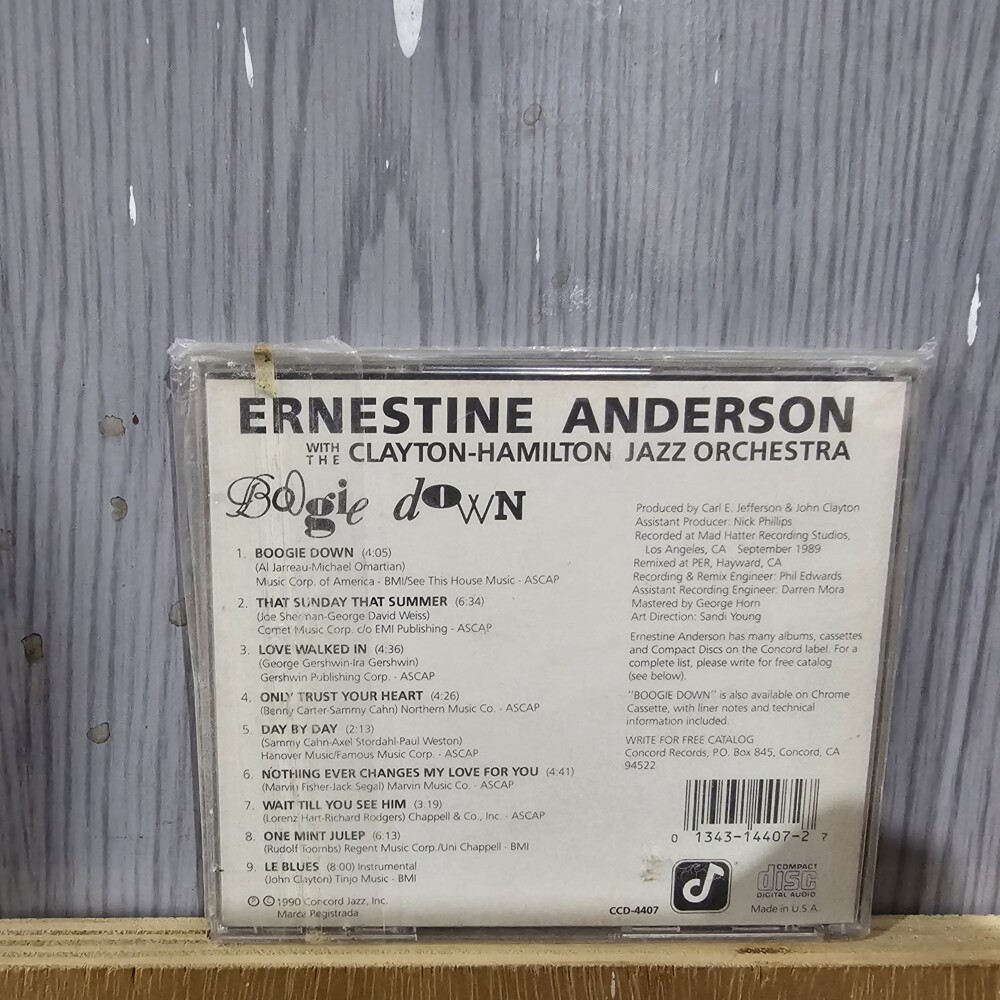 ERNESTINE ANDERSON
WITH THE CLAYTON-HAMILTON JAZZ ORCHESTRA
Boogie dOWN
1. BOOGIE DOWN (4:05)
(Al Jarreau-Michael Omartian)
Music Corp. of America - BMI/See This House Music - ASCAP
2. THAT SUNDAY THAT SUMMER (6:34)
(Joe Sherman-George David Weiss)
Comet Music Corp. c/o EMI Publishing - ASCAP
3. LOVE WALKED IN (4:36)
(George Gershwin-Ira Gershwin)
Gershwin Publishing Corp. - ASCAP
4. ONLY TRUST YOUR HEART (4:26)
(Benny Carter-Sammy Cahn) Northern Music Co. - ASCAP
5. DAY BY DAY (2:13)
(Sammy Cahn-Axel Stordahl-Paul Weston)
Hanover Music/Famous Music Corp. - ASCAP
6. NOTHING EVER CHANGES MY LOVE FOR YOU (4:41)
(Marvin Fisher-Jack Segal) Marvin Music Co. - ASCAP
7. WAIT TILL YOU SEE HIM (3:19)
(Lorenz Hart-Richard Rodgers) Chappell & Co., Inc. - ASCAP
8. ONE MINT JULEP (6:13)
(Rudolf Toombs) Regent Music Corp./Uni Chappell - BMI
9. LE BLUES (8:00) Instrumental
(John Clayton) Tinjo Music - BMI
℗ © 1990 Concord Jazz, Inc.
Marca Registrada
Produced by Carl E. Jefferson & John Clayton
Assistant Producer: Nick Phillips
Recorded at Mad Hatter Recording Studios,
Los Angeles, CA September 1989
Remixed at PER, Hayward, CA
Recording & Remix Engineer: Phil Edwards
Assistant Recording Engineer: Darren Mora
Mastered by George Horn
Art Direction: Sandi Young
Ernestine Anderson has many albums, cassettes
and Compact Discs on the Concord label. For a
complete list, please write for free catalog
(see below).
"BOOGIE DOWN" is also available on Chrome
Cassette, with liner notes and technical
information included.
WRITE FOR FREE CATALOG
Concord Records, P.O. Box 845, Concord, CA
94522
0 1343-14407-2 7
CCD-4407
COMPACT
disc
DIGITAL AUDIO
Made in U.S.A.